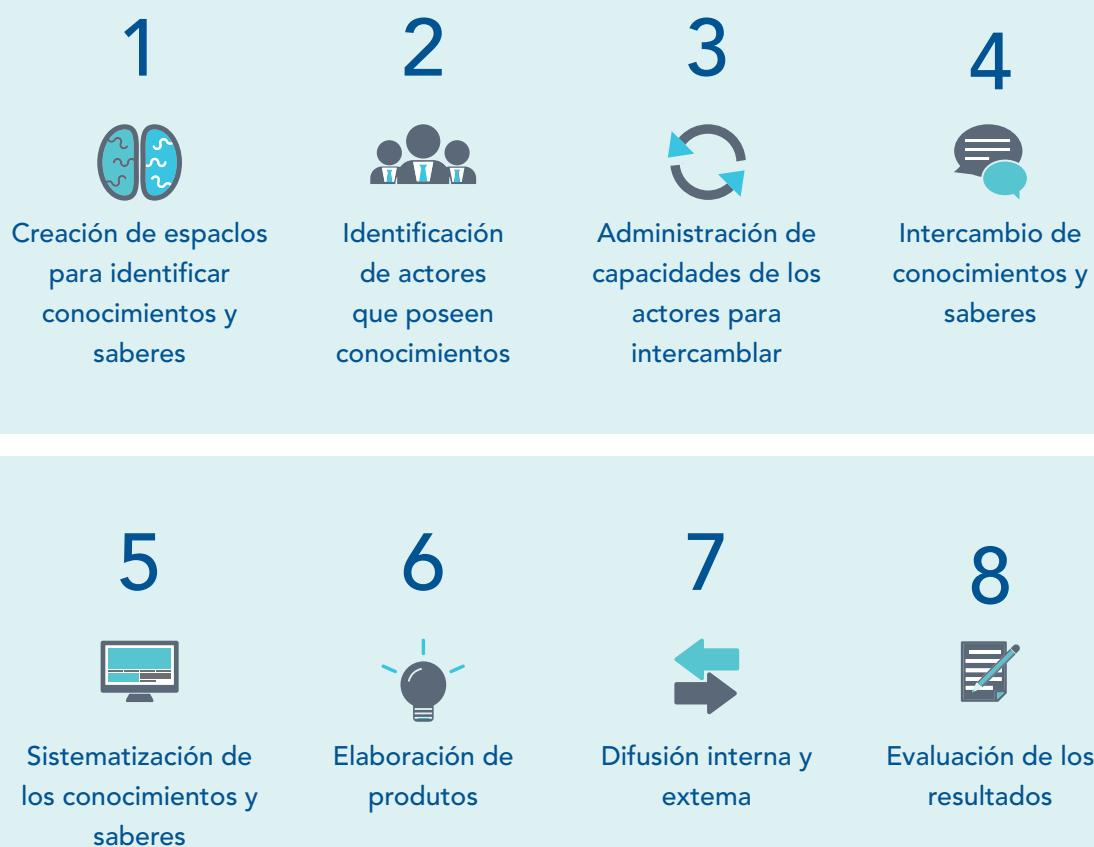 1
Creación de espaclos
para identificar
conocimientos y
saberes
2
Identificación
de actores
que poseen
conocimientos
3
Administración de
capacidades de los
actores para
intercamblar
4
Intercambio de
conocimientos y
saberes
5
Sistematización de
los conocimientos y
saberes
6
Elaboración de
produtos
7
Difusión interna y
extema
8
Evaluación de los
resultados